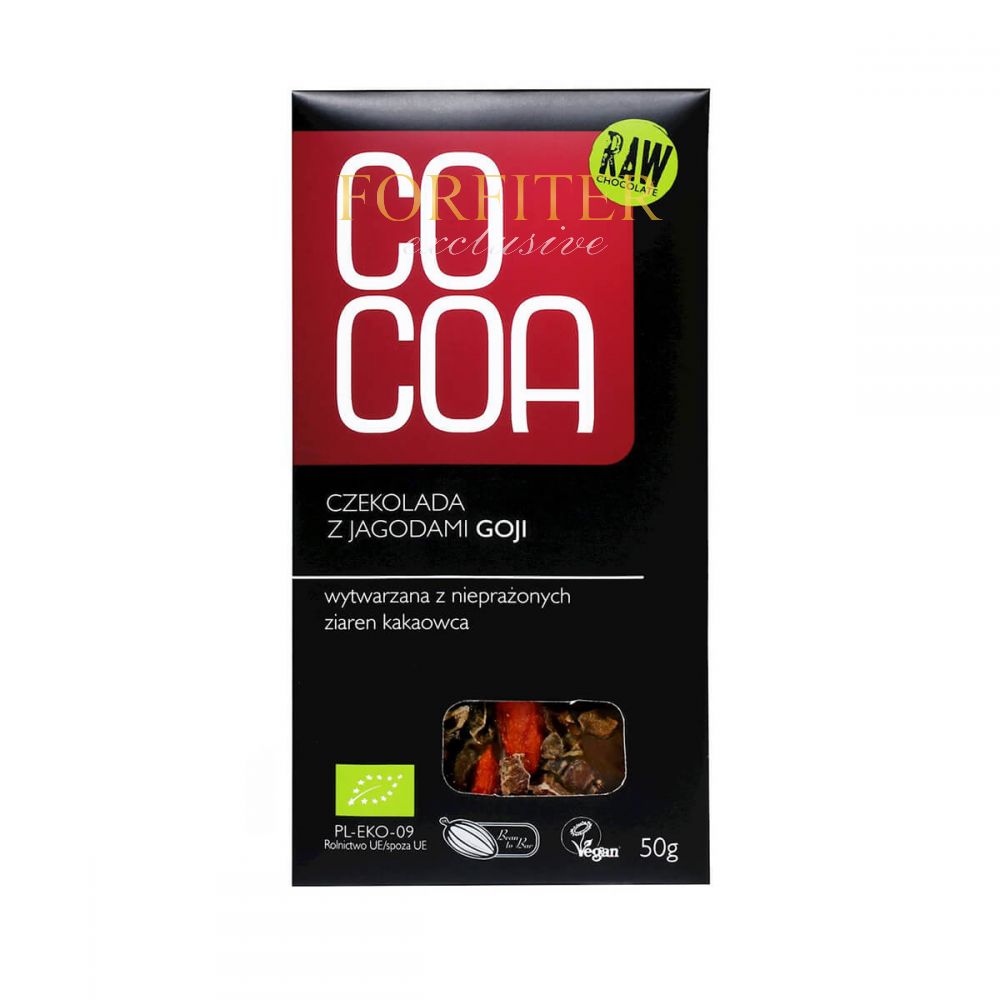 RAW
CHOCOLATE
CO
FORFITER
exclusive
COA
CZEKOLADA
Z JAGODAMI GOJI
wytwarzana z nieprażonych
ziaren kakaowca
PL-EKO-09
Rolnictwo UE/spoza UE
Bean
to Bar
Vegan
50g